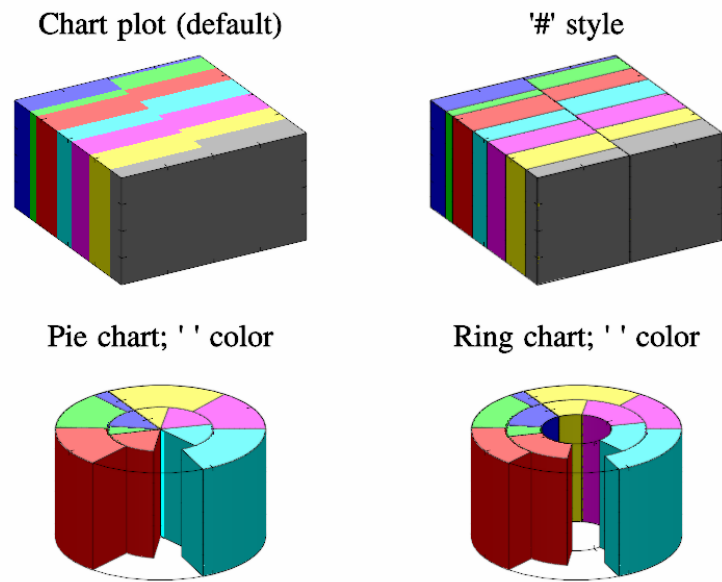 Chart plot (default)
'#' style
Pie chart; ' ' color
Ring chart; ' ' color